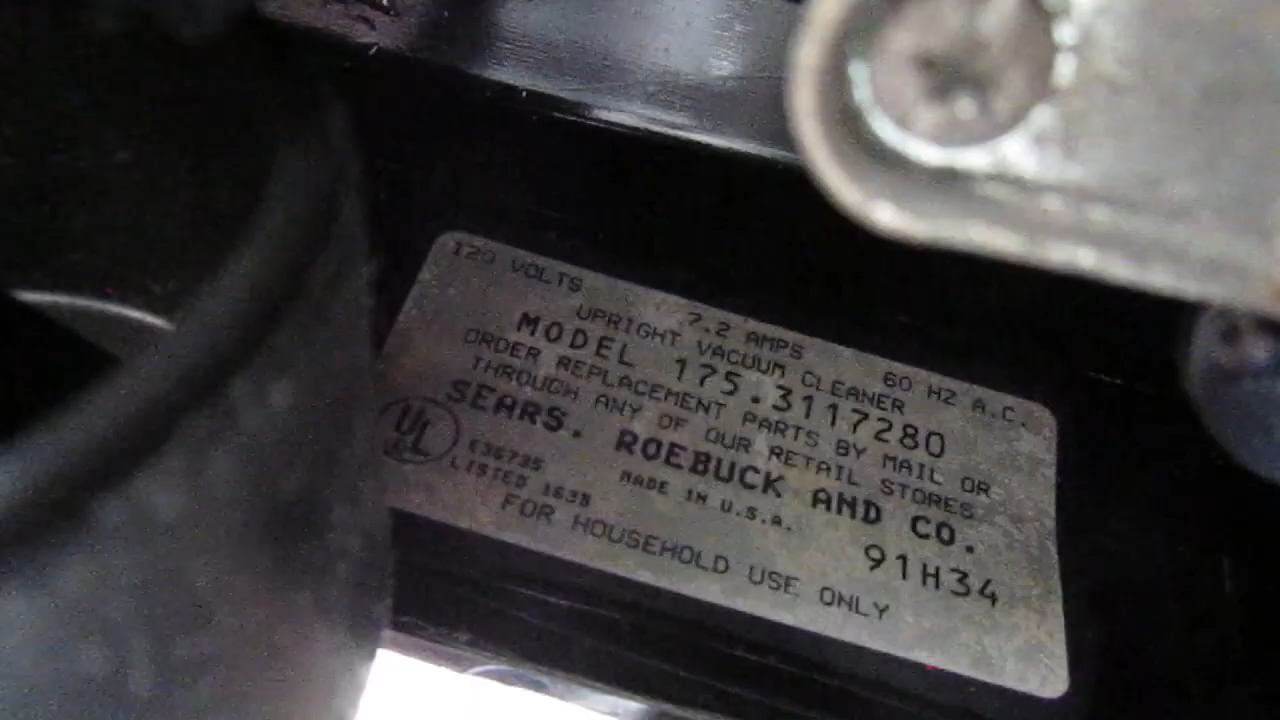 120 VOLTS 7.2 AMPS 60 HZ A.C.
UPRIGHT VACUUM CLEANER
MODEL 175.3117280
ORDER REPLACEMENT PARTS BY MAIL OR
THROUGH ANY OF OUR RETAIL STORES
SEARS. ROEBUCK AND CO.
UL E36735 MADE IN U.S.A. 91H34
LISTED 163B
FOR HOUSEHOLD USE ONLY